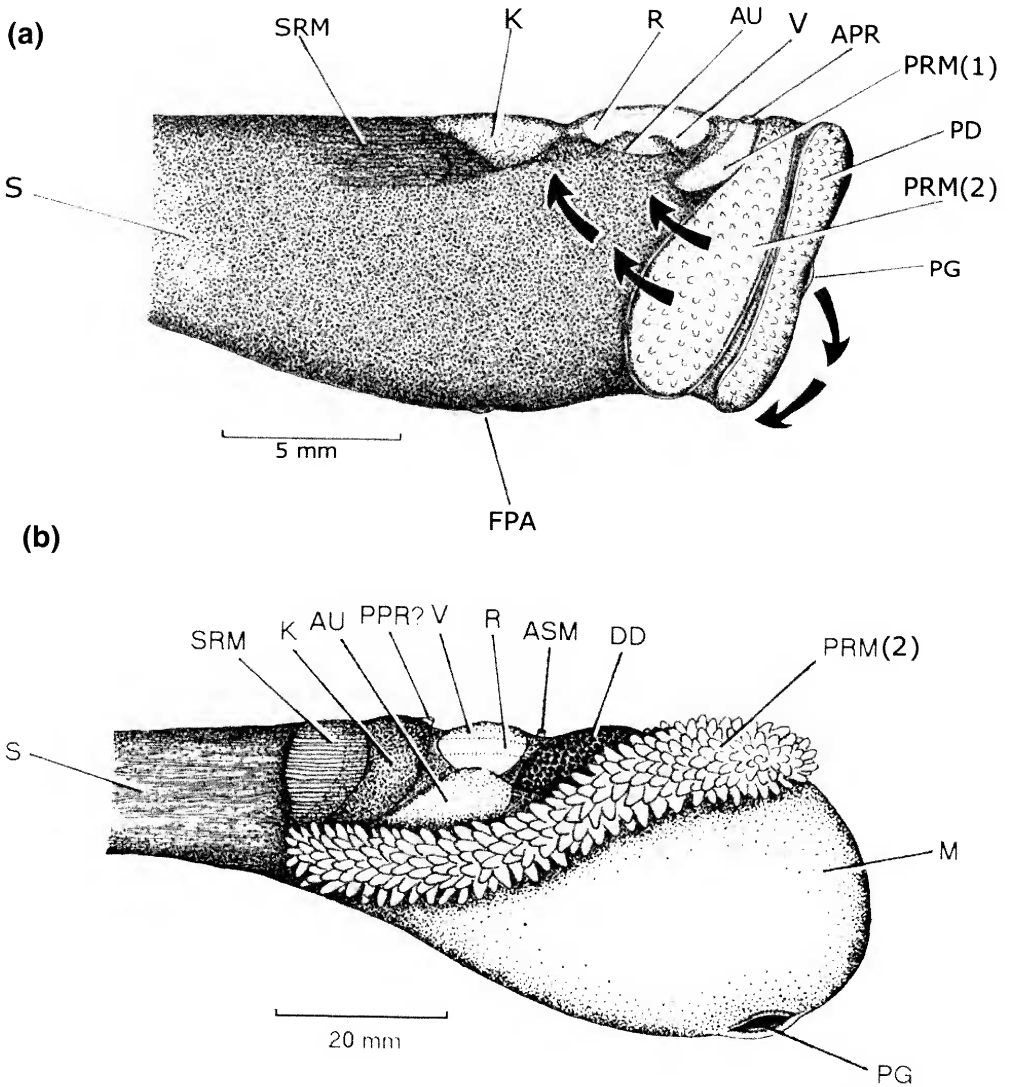 (a)
SRM
K
R
AU
V
APR
PRM(1)
PD
PRM(2)
PG
S
5 mm
FPA
(b)
SRM
K
AU
PPR?
V
R
ASM
DD
PRM(2)
S
M
20 mm
PG